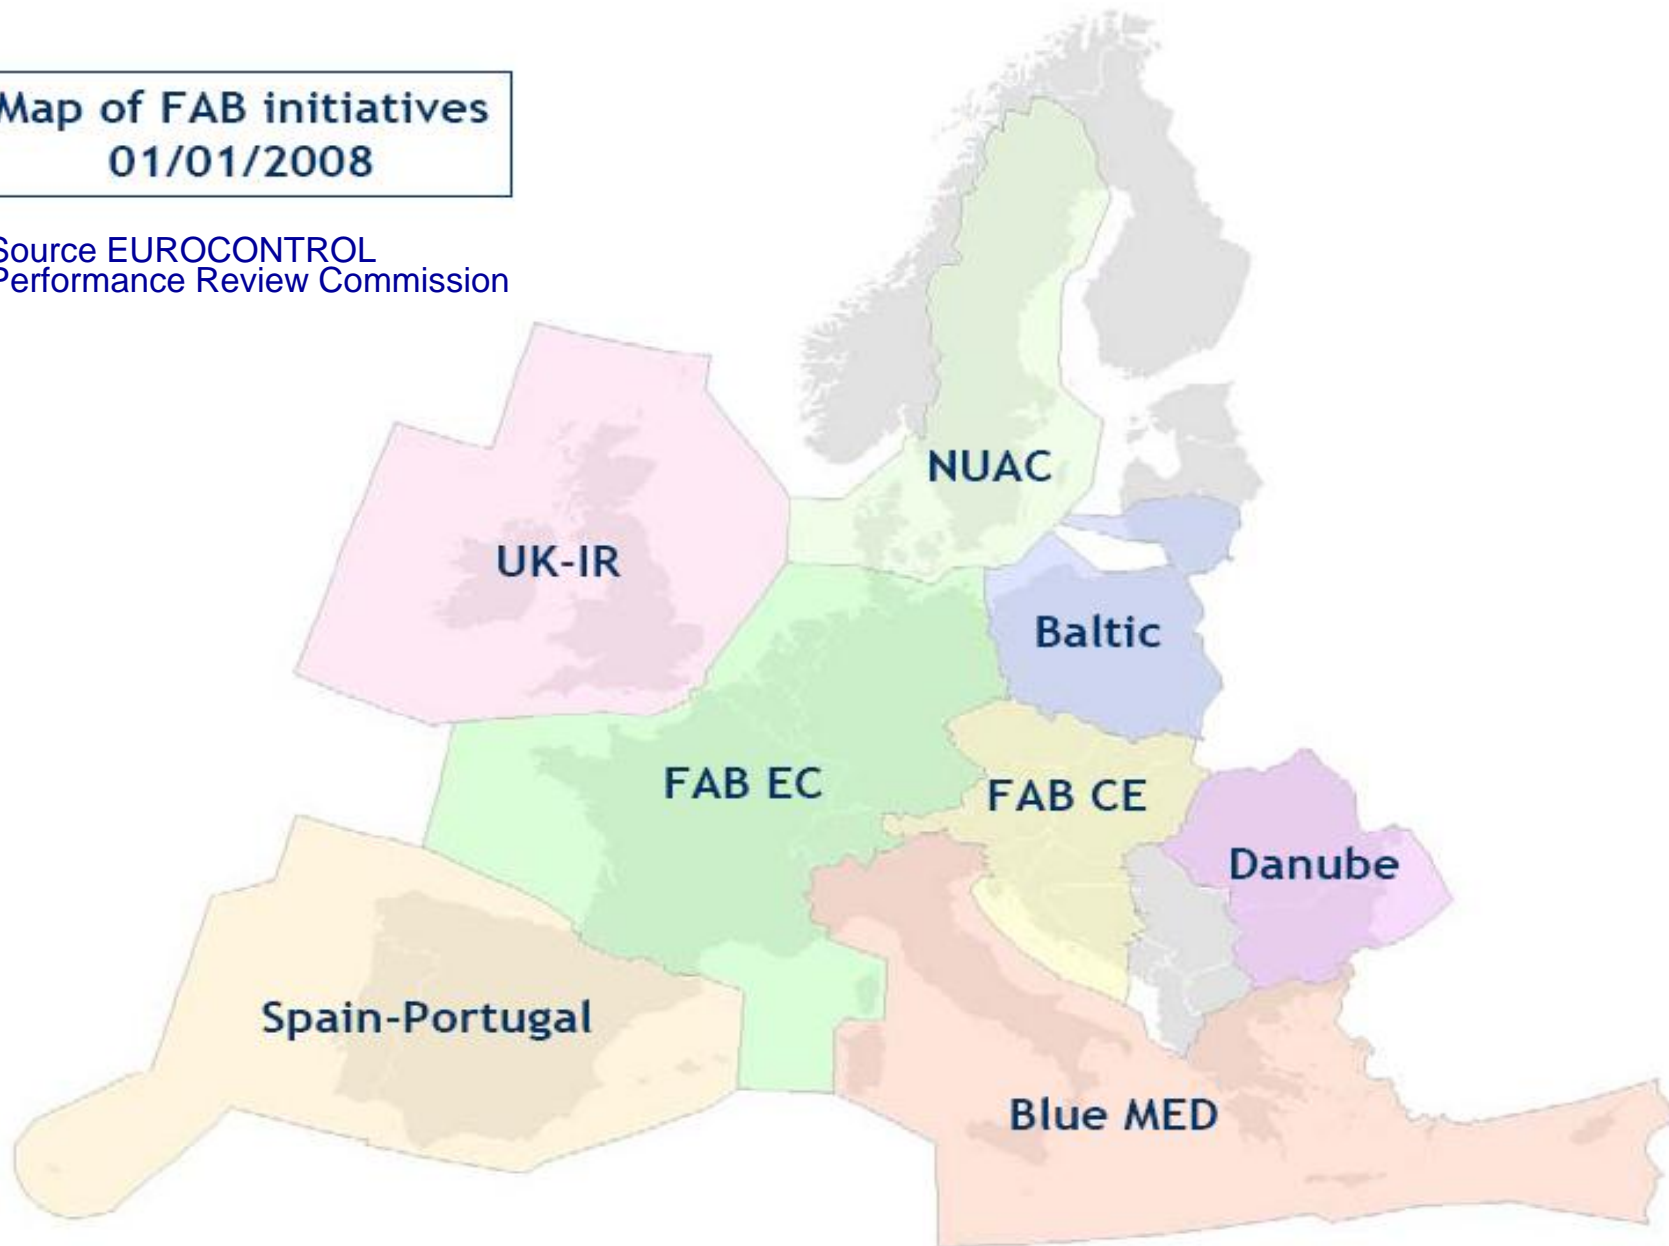 Map of FAB initiatives
01/01/2008
Source EUROCONTROL
Performance Review Commission
NUAC
UK-IR
Baltic
FAB EC
FAB CE
Danube
Spain-Portugal
Blue MED